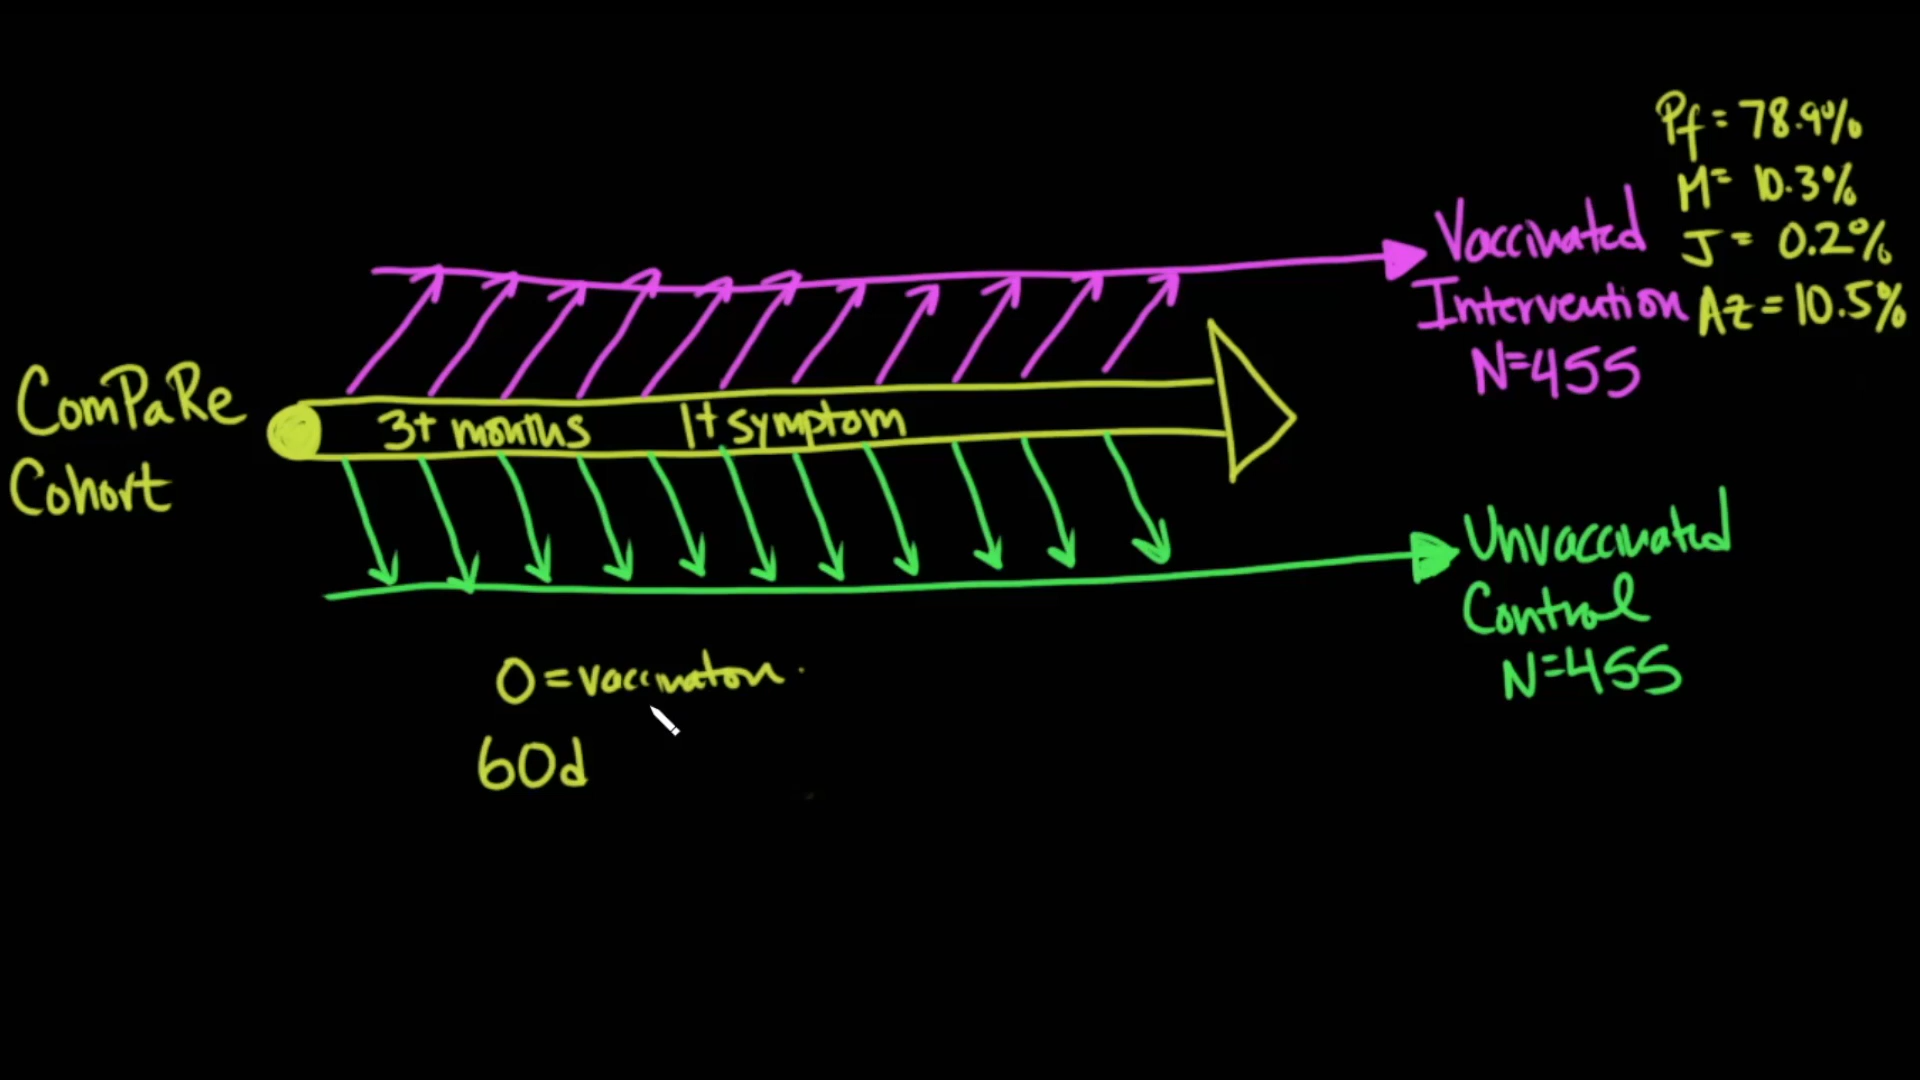 ComPaRe
Cohort
3+ months 1+ symptom
Vaccinated
Intervention
N=455
Pf = 78.9%
M = 10.3%
J = 0.2%
Az = 10.5%
Unvaccinated
Control
N=455
0 = vaccinaton
60d